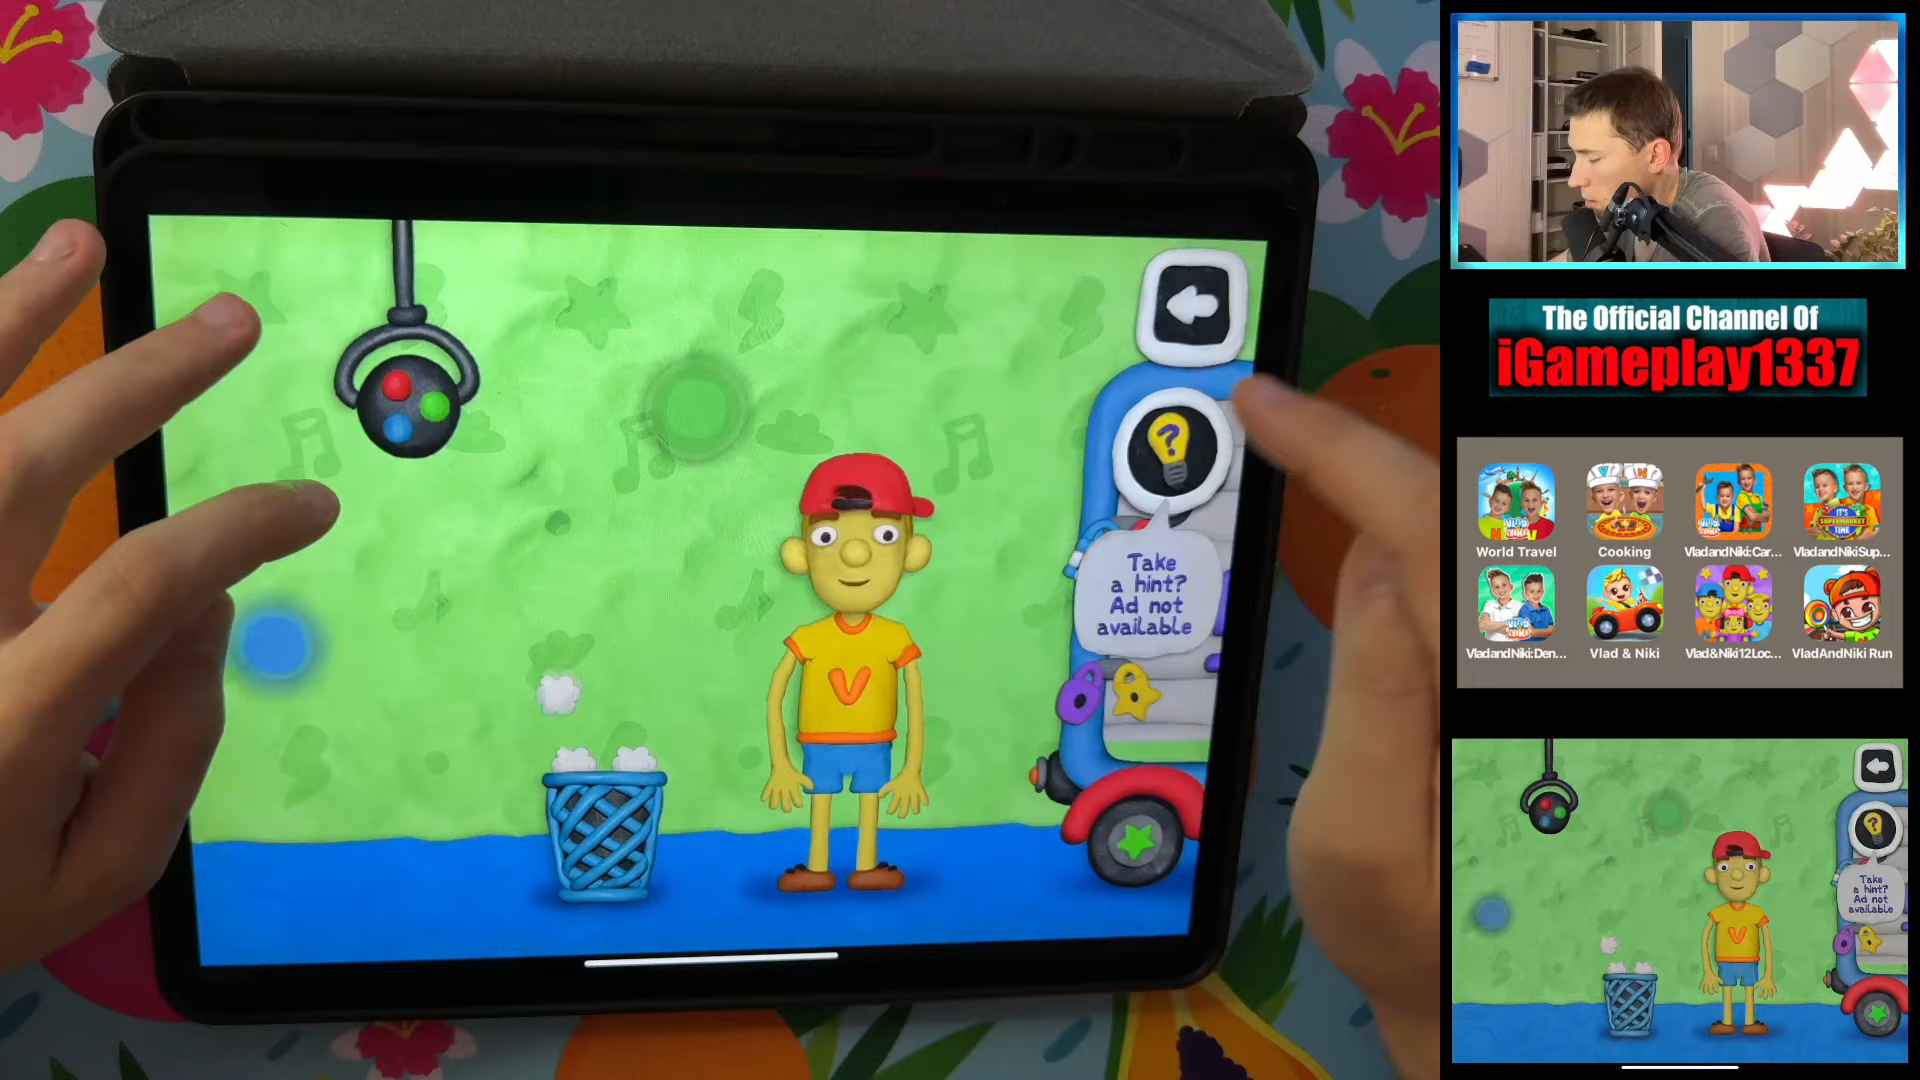 Take
a hint?
Ad not
available
V
The Official Channel Of
iGameplay1337
World Travel
Cooking
VladandNiki:Car...
VladandNikiSup...
VladandNiki:Den...
Vlad & Niki
Vlad&Niki12Loc...
VladAndNiki Run
Take
a hint?
Ad not
available
V